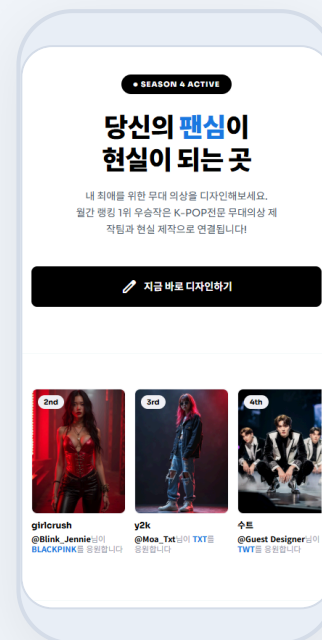 SEASON 4 ACTIVE
당신의 팬심이
현실이 되는 곳
내 최애를 위한 무대 의상을 디자인해보세요.
월간 랭킹 1위 우승작은 K-POP전문 무대의상 제
작팀과 현실 제작으로 연결됩니다!
지금 바로 디자인하기
2nd
3rd
4th
girlcrush
y2k
수트
@Blink_Jennie님이
BLACKPINK를 응원합니다
@Moa_Txt님이 TXT를
응원합니다
@Guest Designer님이
TWT를 응원합니다